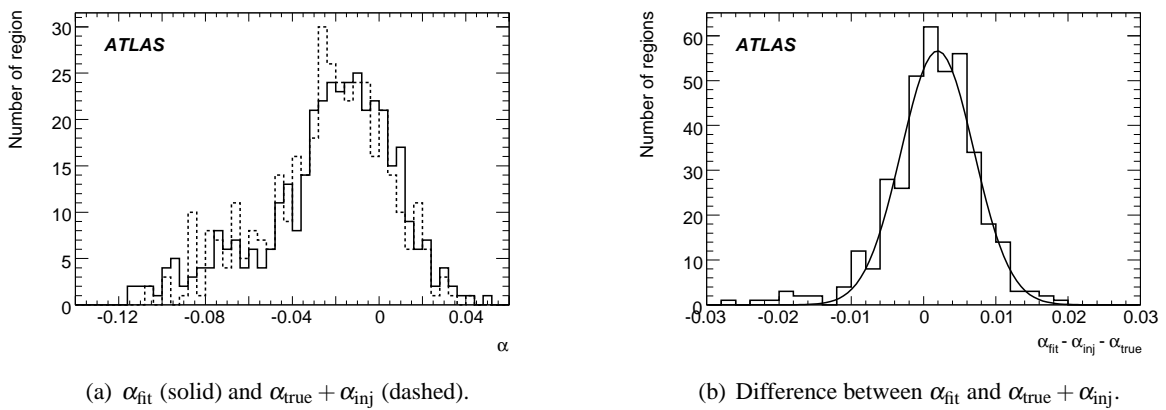 Number of region
ATLAS
30
25
20
15
10
5
0
-0.12 -0.08 -0.04 0 0.04
α
(a) α_fit (solid) and α_true + α_inj (dashed).
Number of regions
ATLAS
60
50
40
30
20
10
0
-0.03 -0.02 -0.01 0 0.01 0.02 0.03
α_fit - α_inj - α_true
(b) Difference between α_fit and α_true + α_inj.